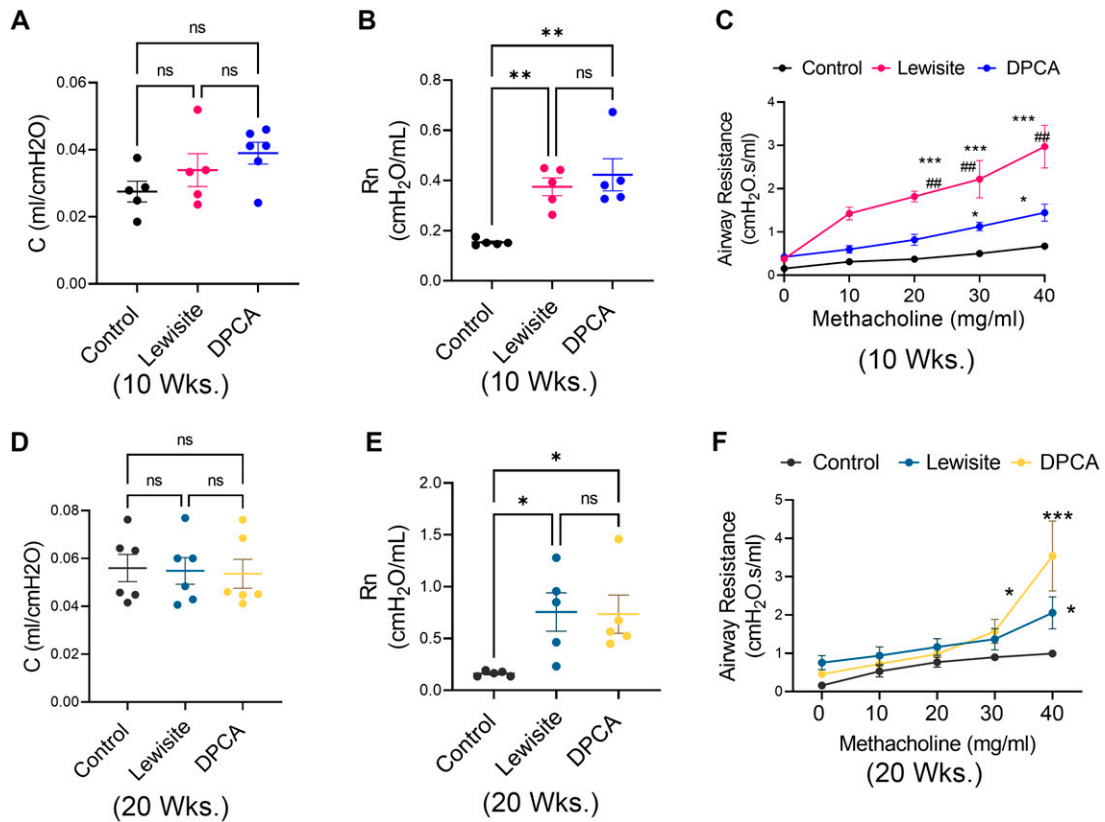 A
ns
ns
ns
C (ml/cmH2O)
0.06
0.04
0.02
0.00
Control
Lewisite
DPCA
(10 Wks.)
B
**
**
ns
Rn
(cmH₂O/mL)
0.8
0.6
0.4
0.2
0.0
Control
Lewisite
DPCA
(10 Wks.)
C
Control Lewisite DPCA
Airway Resistance
(cmH₂O.s/ml)
4
3
2
1
0
***
##
***
##
***
##
*
*
0 10 20 30 40
Methacholine (mg/ml)
(10 Wks.)
D
ns
ns
ns
C (ml/cmH2O)
0.08
0.06
0.04
0.02
0.00
Control
Lewisite
DPCA
(20 Wks.)
E
*
*
ns
Rn
(cmH₂O/mL)
2.0
1.5
1.0
0.5
0.0
Control
Lewisite
DPCA
(20 Wks.)
F
Control Lewisite DPCA
Airway Resistance
(cmH₂O.s/ml)
5
4
3
2
1
0
***
*
*
0 10 20 30 40
Methacholine (mg/ml)
(20 Wks.)